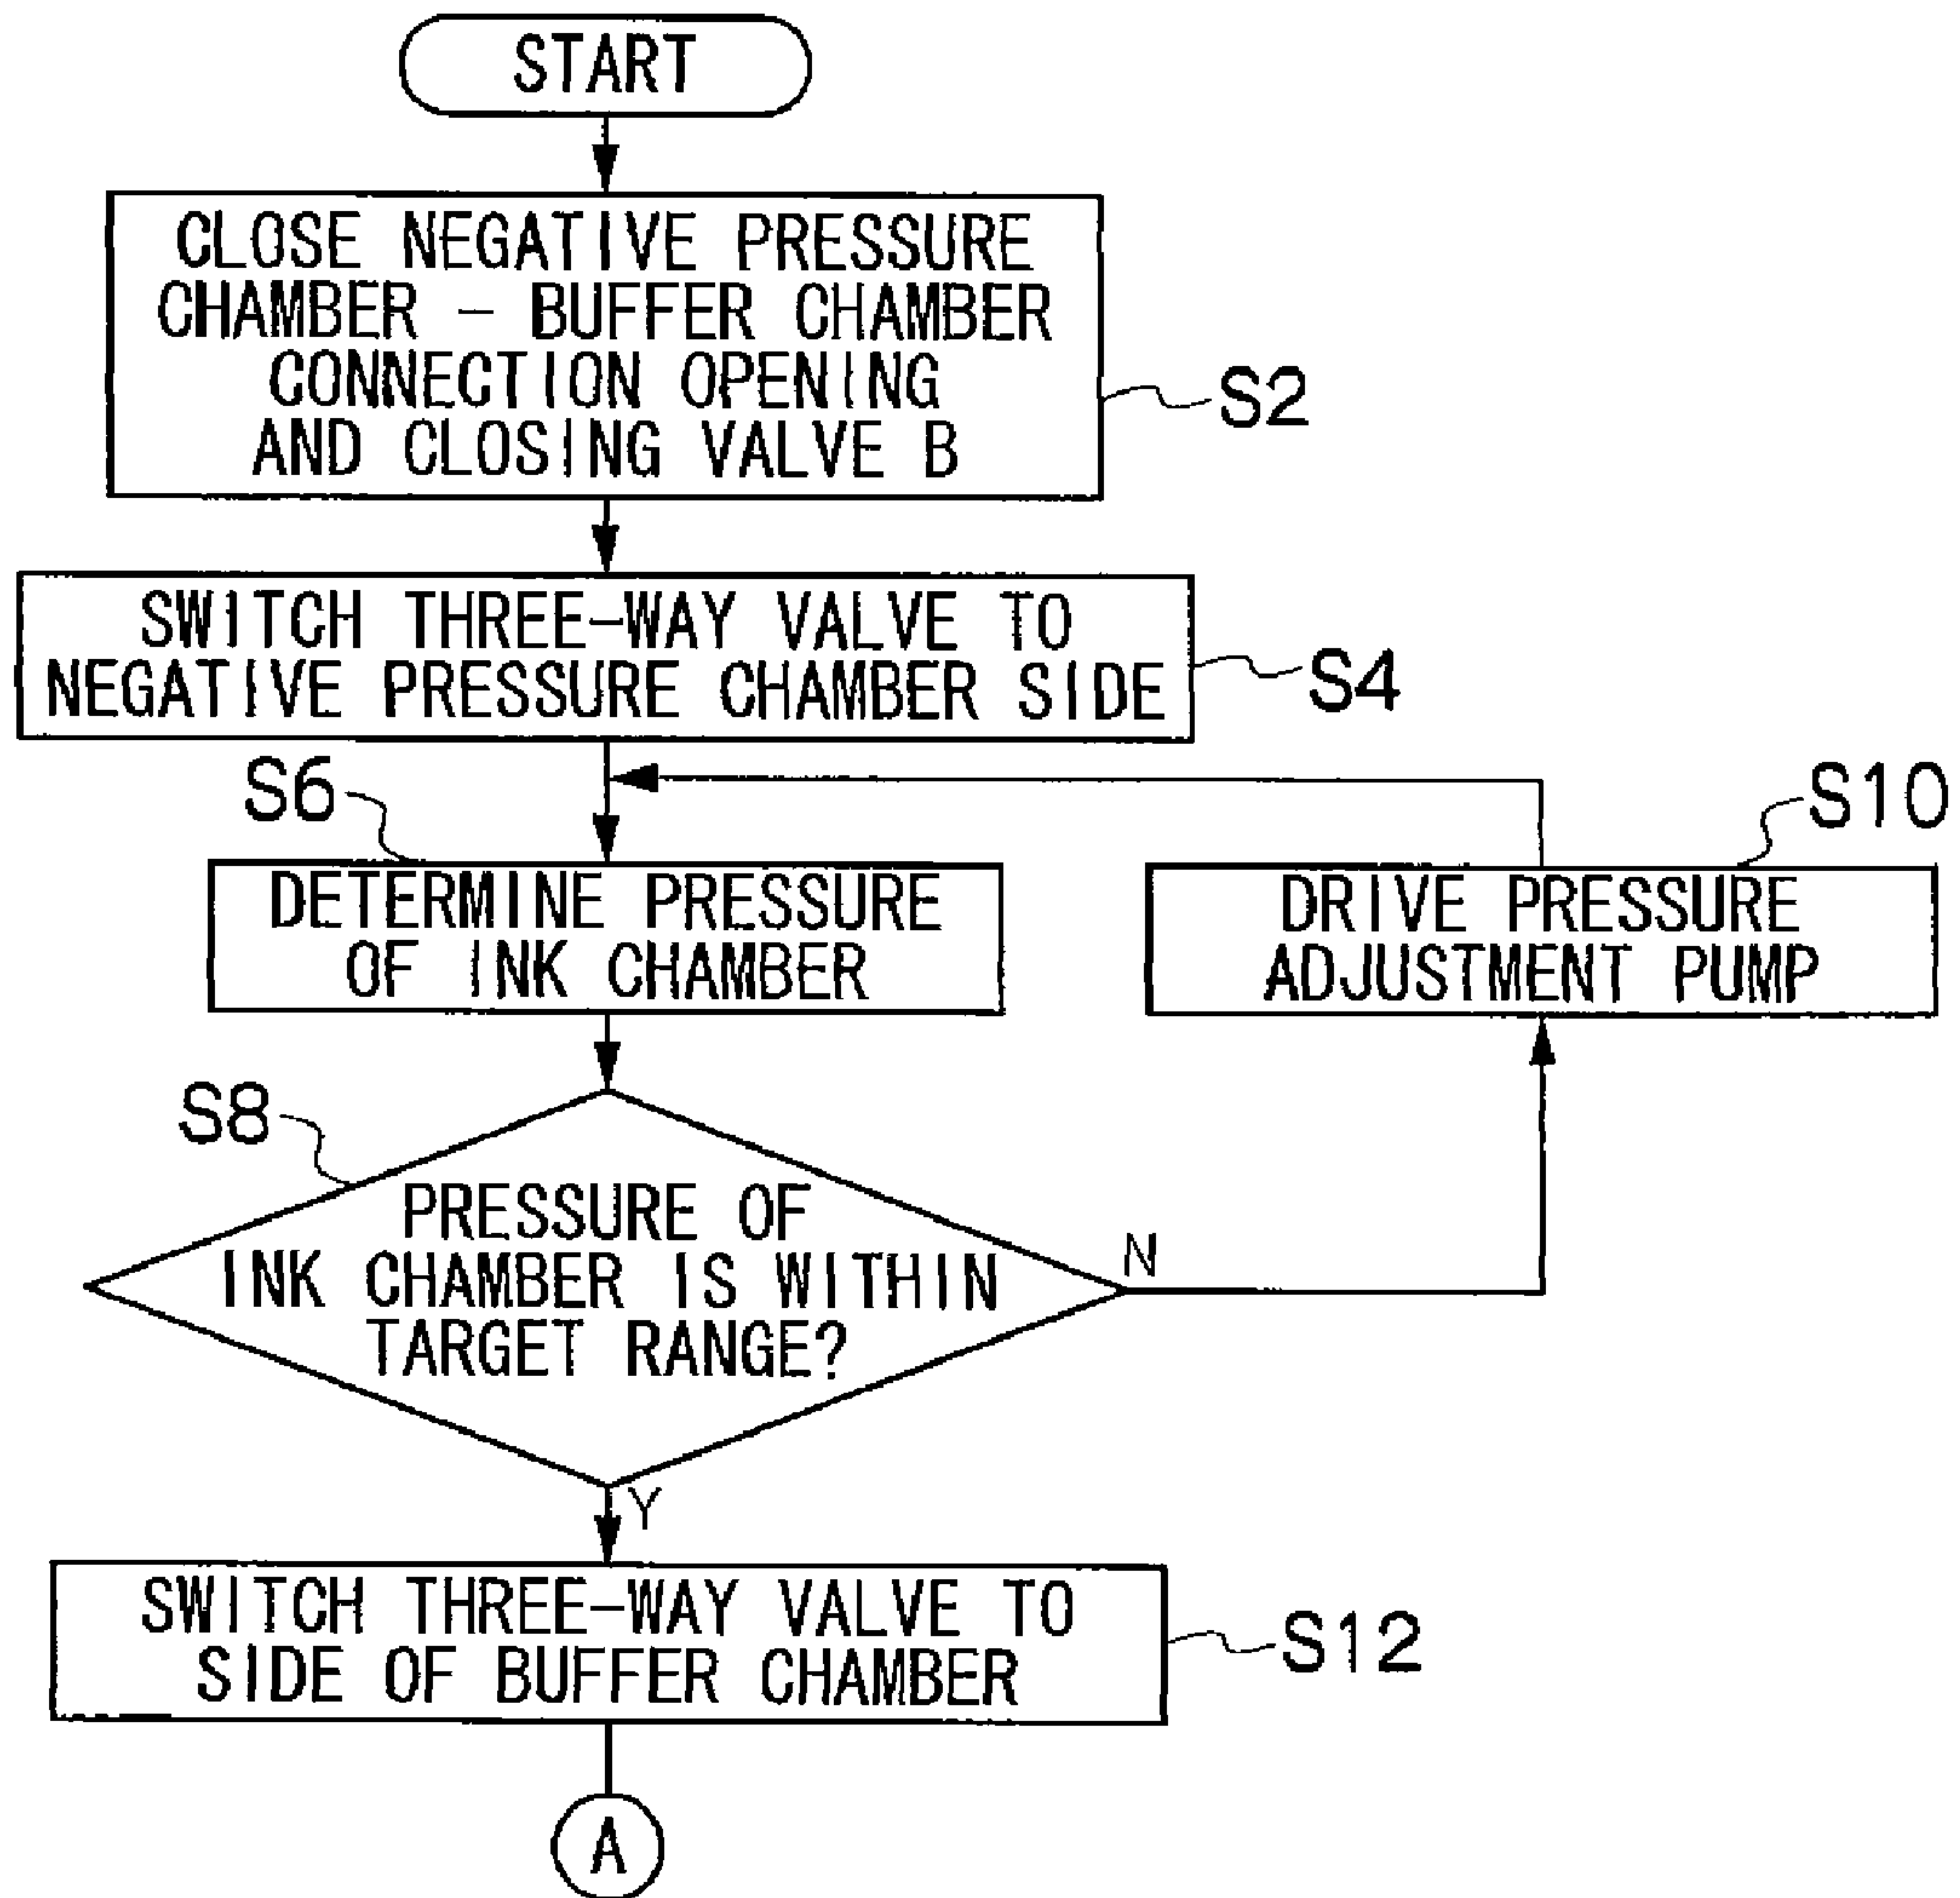 START
CLOSE NEGATIVE PRESSURE
CHAMBER - BUFFER CHAMBER
CONNECTION OPENING
AND CLOSING VALVE B
S2
SWITCH THREE-WAY VALVE TO
NEGATIVE PRESSURE CHAMBER SIDE
S4
S6
DETERMINE PRESSURE
OF INK CHAMBER
S10
DRIVE PRESSURE
ADJUSTMENT PUMP
S8
PRESSURE OF
INK CHAMBER IS WITHIN
TARGET RANGE?
N
Y
SWITCH THREE-WAY VALVE TO
SIDE OF BUFFER CHAMBER
S12
A